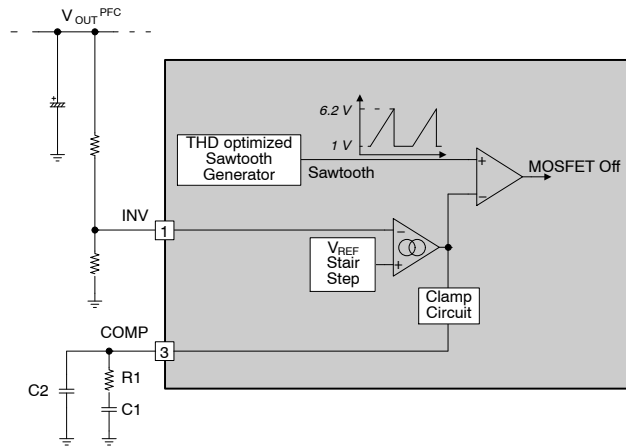 V OUT PFC
6.2 V
1 V
THD optimized
Sawtooth
Generator
Sawtooth
+
−
MOSFET Off
INV
1
VREF
Stair
Step
−
+
Clamp
Circuit
COMP
3
C2
R1
C1
+